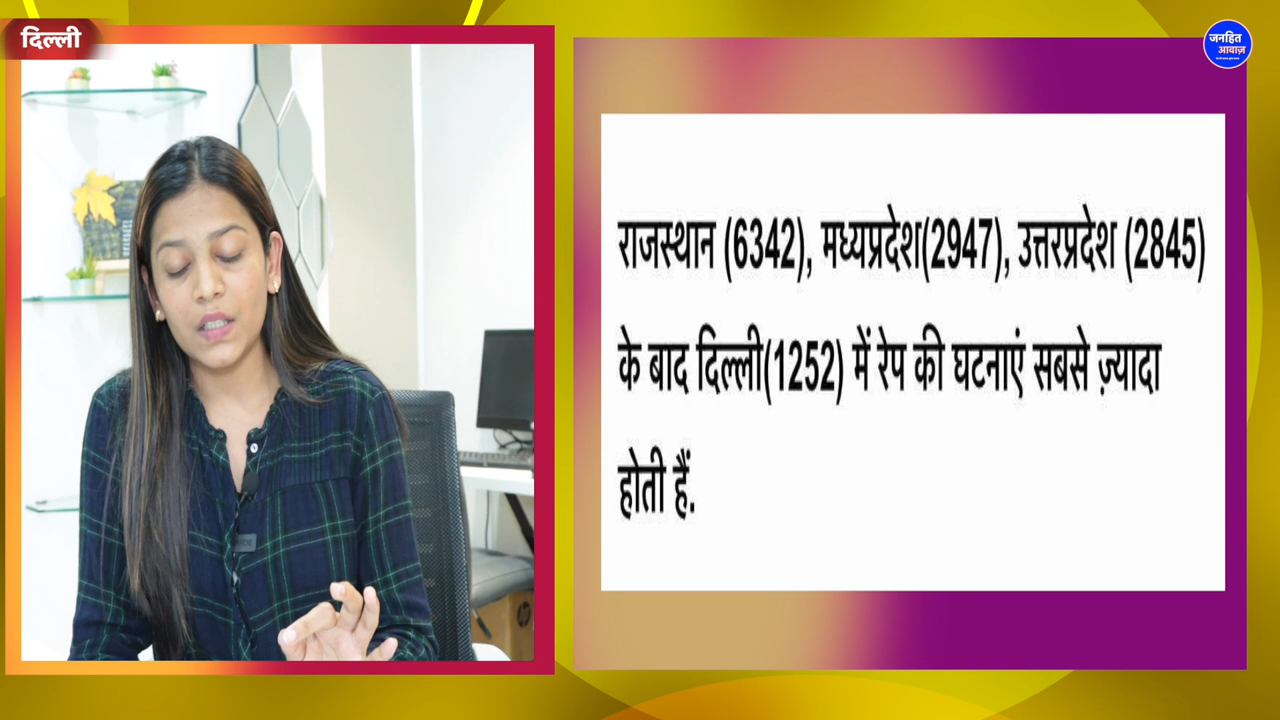 दिल्ली
जनहित
आवाज़
राजस्थान (6342), मध्यप्रदेश(2947), उत्तरप्रदेश (2845)
के बाद दिल्ली(1252) में रेप की घटनाएं सबसे ज़्यादा
होती हैं.